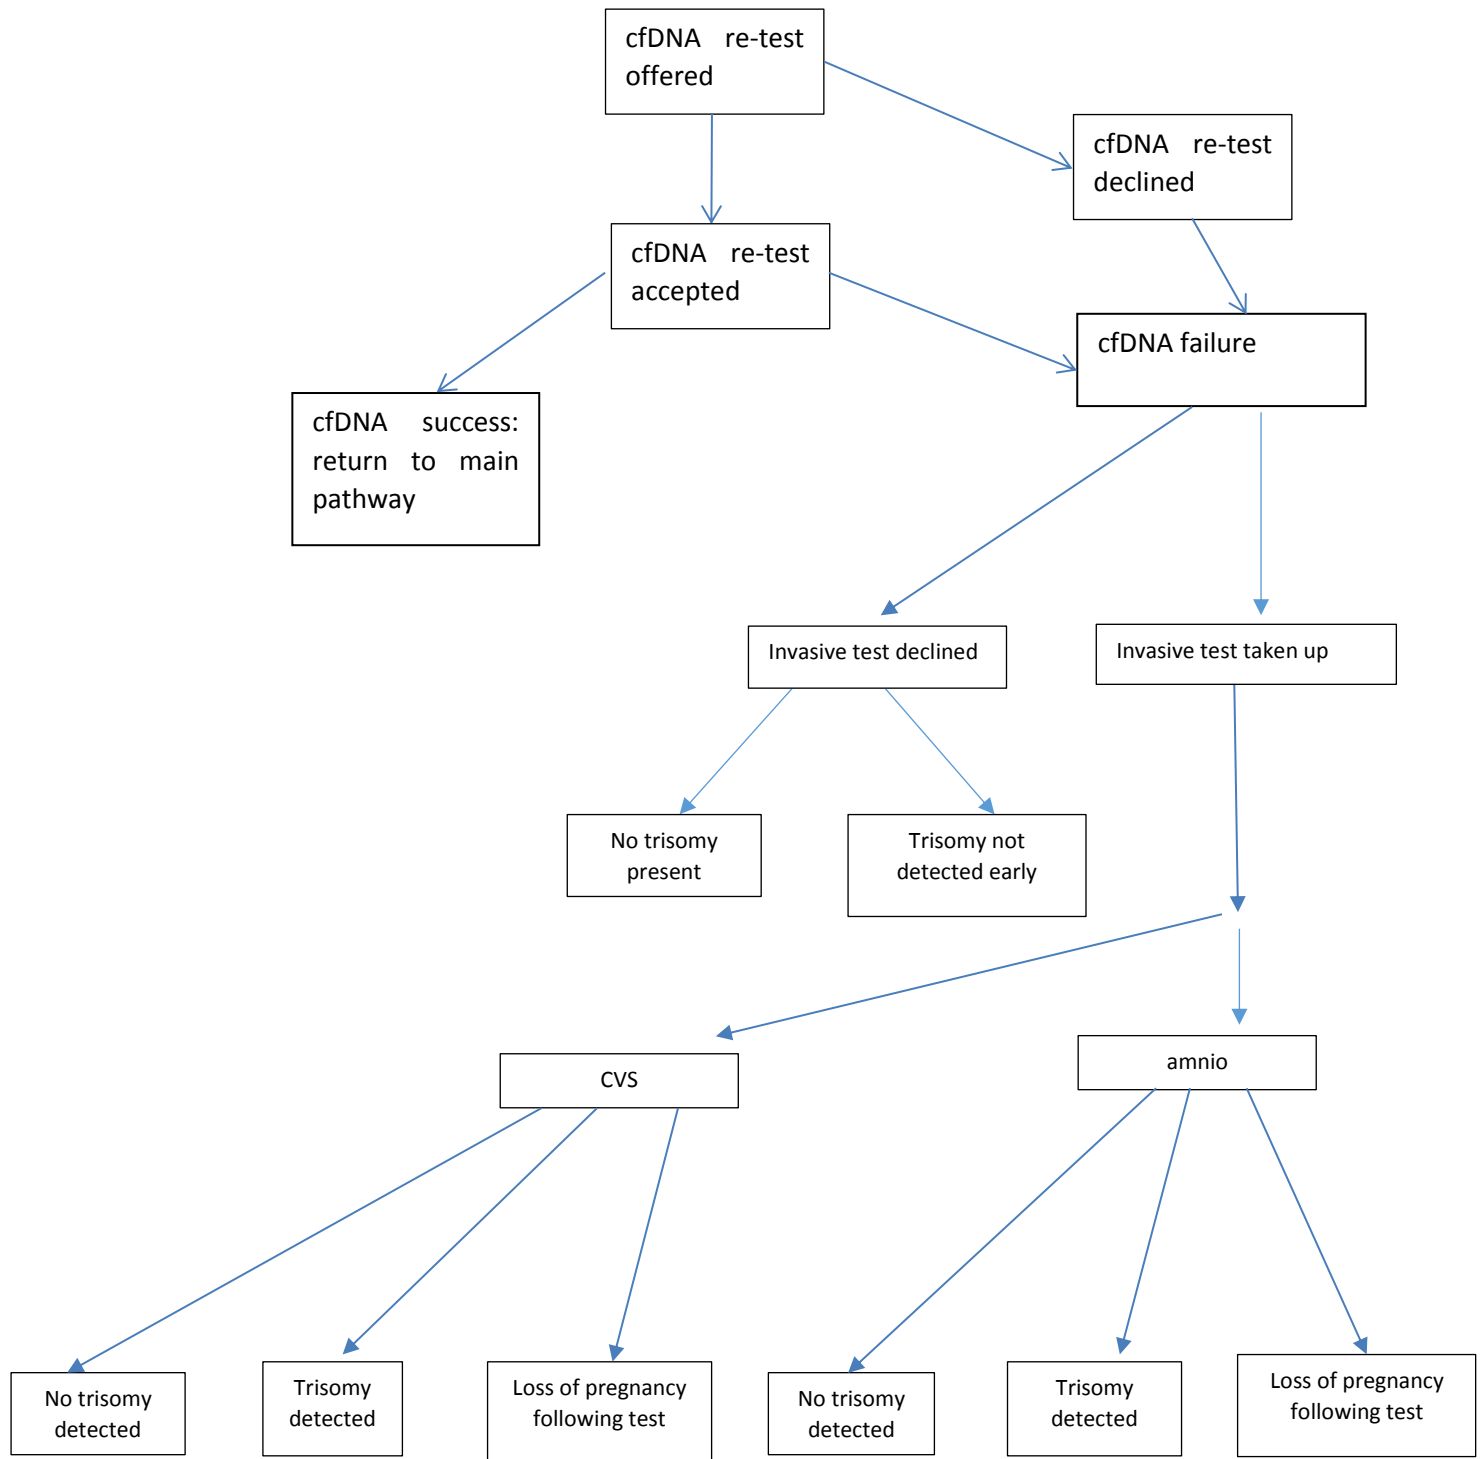 cfDNA re-test
offered
cfDNA re-test
declined
cfDNA re-test
accepted
cfDNA failure
cfDNA success:
return to main
pathway
Invasive test declined
Invasive test taken up
No trisomy
present
Trisomy not
detected early
CVS
amnio
No trisomy
detected
Trisomy
detected
Loss of pregnancy
following test
No trisomy
detected
Trisomy
detected
Loss of pregnancy
following test